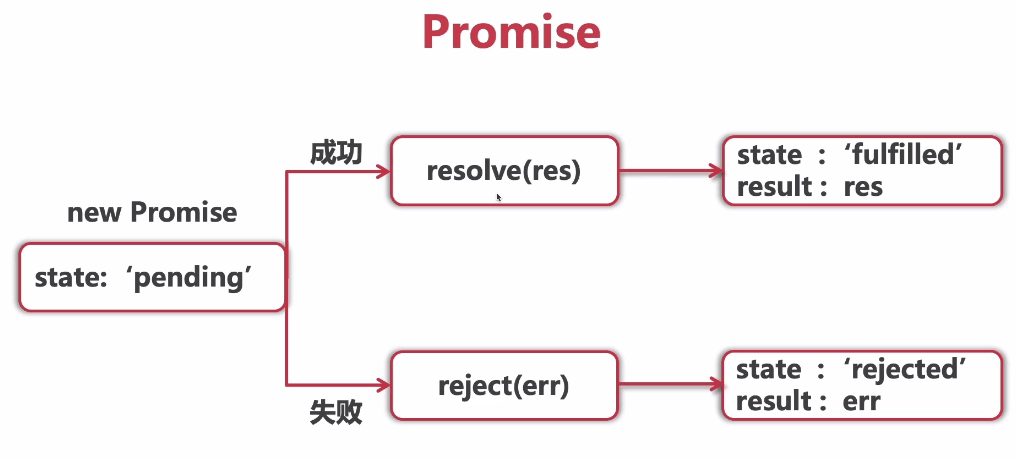 Promise
new Promise
state: ‘pending’
成功
resolve(res)
state : ‘fulfilled’
result : res
失败
reject(err)
state : ‘rejected’
result : err